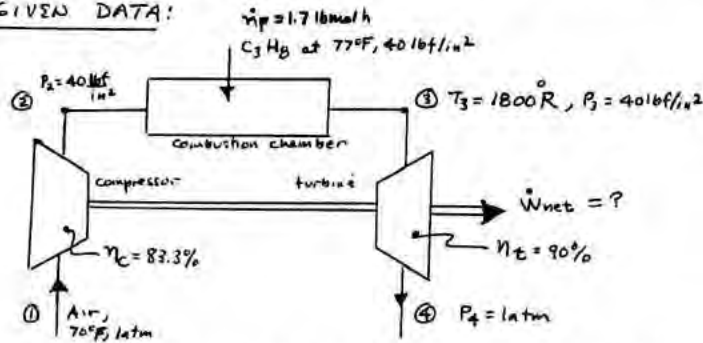 GIVEN DATA:
ṅF = 1.7 lbmol/h
C3H8 at 77°F, 40 lbf/in²
②
P2 = 40 lbf/in²
③ T3 = 1800°R, P3 = 40 lbf/in²
combustion chamber
compressor
turbine
Ẇnet = ?
ηc = 83.3%
ηt = 90%
① Air,
70°F, 1atm
④ P4 = 1atm